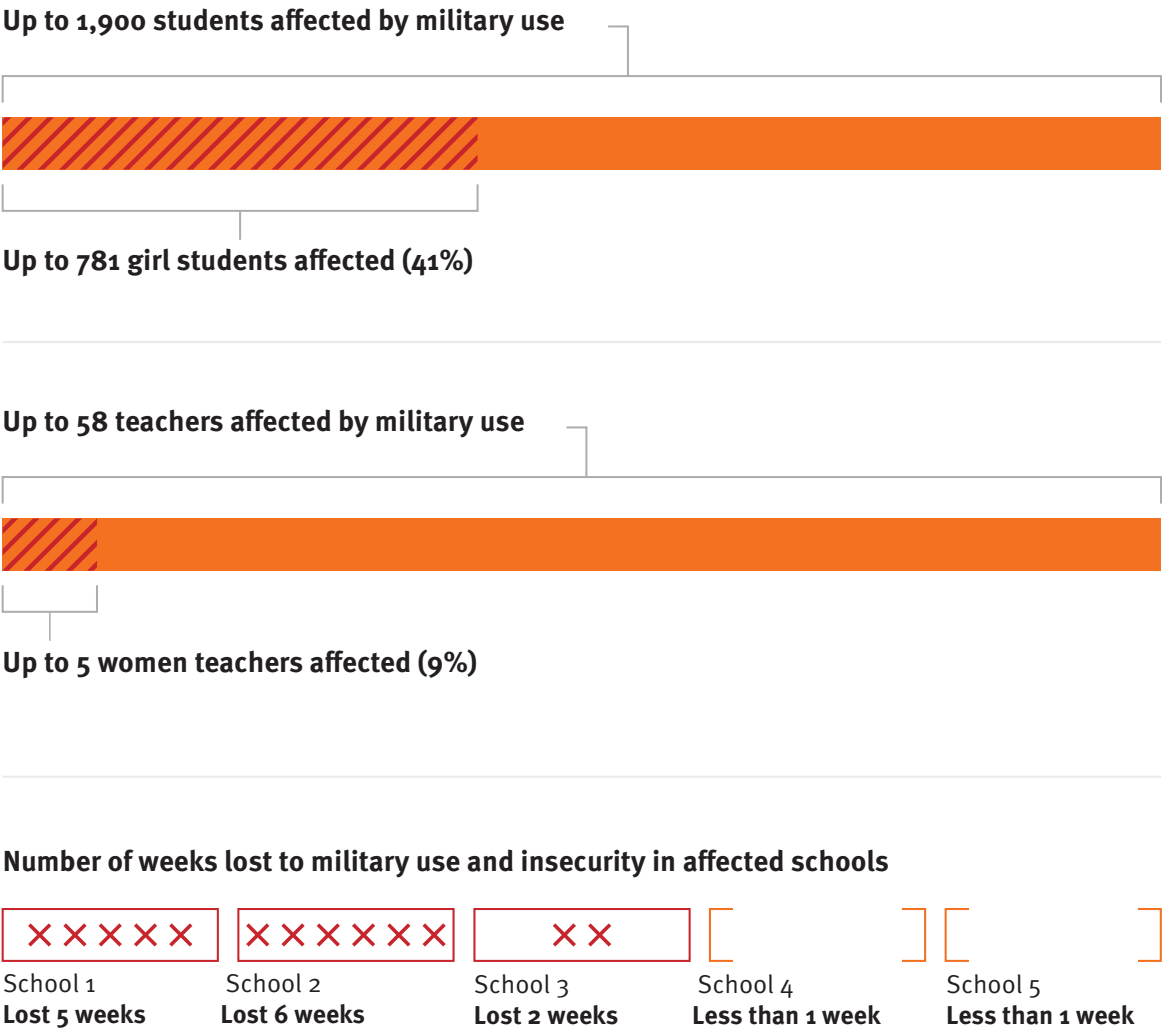 Up to 1,900 students affected by military use
Up to 781 girl students affected (41%)
Up to 58 teachers affected by military use
Up to 5 women teachers affected (9%)
Number of weeks lost to military use and insecurity in affected schools
School 1
Lost 5 weeks
School 2
Lost 6 weeks
School 3
Lost 2 weeks
School 4
Less than 1 week
School 5
Less than 1 week